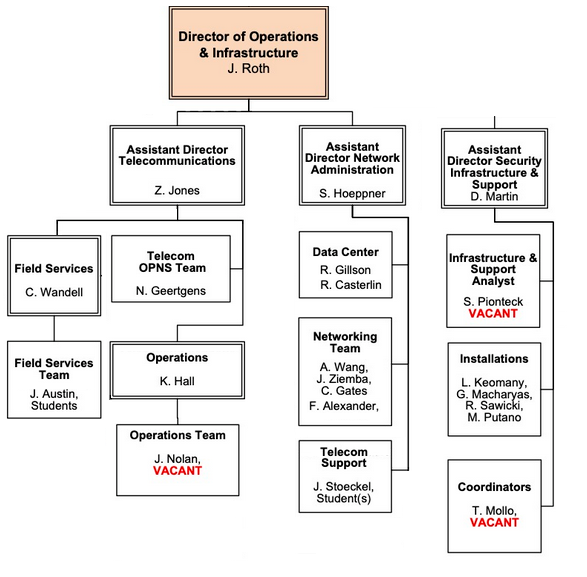 Director of Operations
& Infrastructure
J. Roth
Assistant Director
Telecommunications
Z. Jones
Field Services
C. Wandell
Field Services
Team
J. Austin,
Students
Telecom
OPNS Team
N. Geertgens
Operations
K. Hall
Operations Team
J. Nolan,
VACANT
Assistant
Director Network
Administration
S. Hoeppner
Data Center
R. Gillson
R. Casterlin
Networking
Team
A. Wang,
J. Ziemba,
C. Gates
F. Alexander,
Telecom
Support
J. Stoeckel,
Student(s)
Assistant
Director Security
Infrastructure &
Support
D. Martin
Infrastructure &
Support
Analyst
S. Pionteck
VACANT
Installations
L. Keomany,
G. Macharyas,
R. Sawicki,
M. Putano
Coordinators
T. Mollo,
VACANT